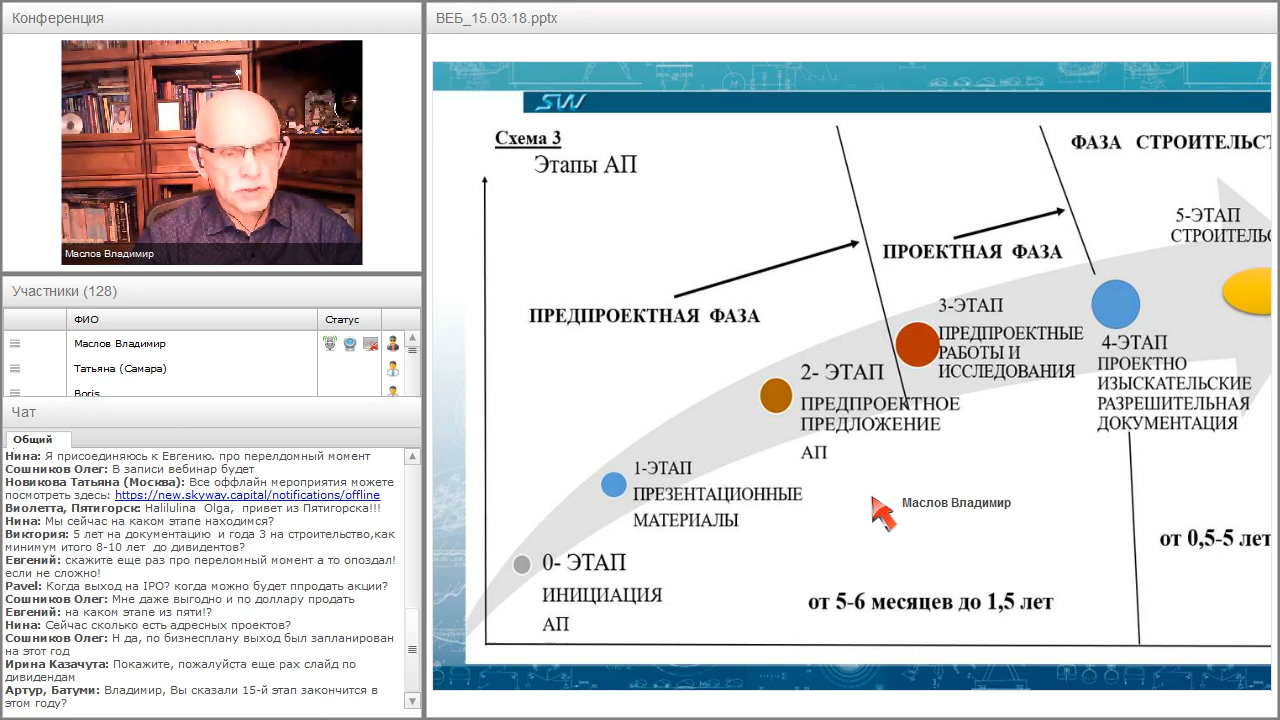 Конференция
Маслов Владимир
Участники (128)
ФИО
Статус
Маслов Владимир
Татьяна (Самара)
Boris
Чат
Общий
Нина: Я присоеденяюсь к Евгению. про перелдомный момент
Сошников Олег: В записи вебинар будет
Новикова Татьяна (Москва): Все оффлайн мероприятия можете
посмотреть здесь: https://new.skyway.capital/notifications/offline
Виолетта, Пятигорск: Halilulina Olga, привет из Пятигорска!!!
Нина: Мы сейчас на каком этапе находимся?
Виктория: 5 лет на документацию и года 3 на строительство,как
минимум итого 8-10 лет до дивидентов?
Евгений: скажите еще раз про переломный момент а то опоздал!
если не сложно!
Pavel: Когда выход на IPO? когда можно будет ппродать акции?
Сошников Олег: Мне даже выгодно и по доллару продать
Евгений: на каком этапе из пяти!?
Нина: Сейчас сколько есть адресных проектов?
Сошников Олег: Н да, по бизнесплану выход был запланирован
на этот год
Ирина Казачута: Покажите, пожалуйста еще рах слайд по
дивидендам
Артур, Батуми: Владимир, Вы сказали 15-й этап закончится в
этом году?
ВЕБ_15.03.18.pptx
SW
Схема 3
Этапы АП
ФАЗА СТРОИТЕЛЬСТ
5-ЭТАП
СТРОИТЕЛЬС
ПРОЕКТНАЯ ФАЗА
ПРЕДПРОЕКТНАЯ ФАЗА
3-ЭТАП
ПРЕДПРОЕКТНЫЕ
РАБОТЫ И
ИССЛЕДОВАНИЯ
4-ЭТАП
ПРОЕКТНО
ИЗЫСКАТЕЛЬСКИЕ
РАЗРЕШИТЕЛЬНАЯ
ДОКУМЕНТАЦИЯ
2- ЭТАП
ПРЕДПРОЕКТНОЕ
ПРЕДЛОЖЕНИЕ
АП
1-ЭТАП
ПРЕЗЕНТАЦИОННЫЕ
МАТЕРИАЛЫ
Маслов Владимир
0- ЭТАП
ИНИЦИАЦИЯ
АП
от 0,5-5 лет
от 5-6 месяцев до 1,5 лет